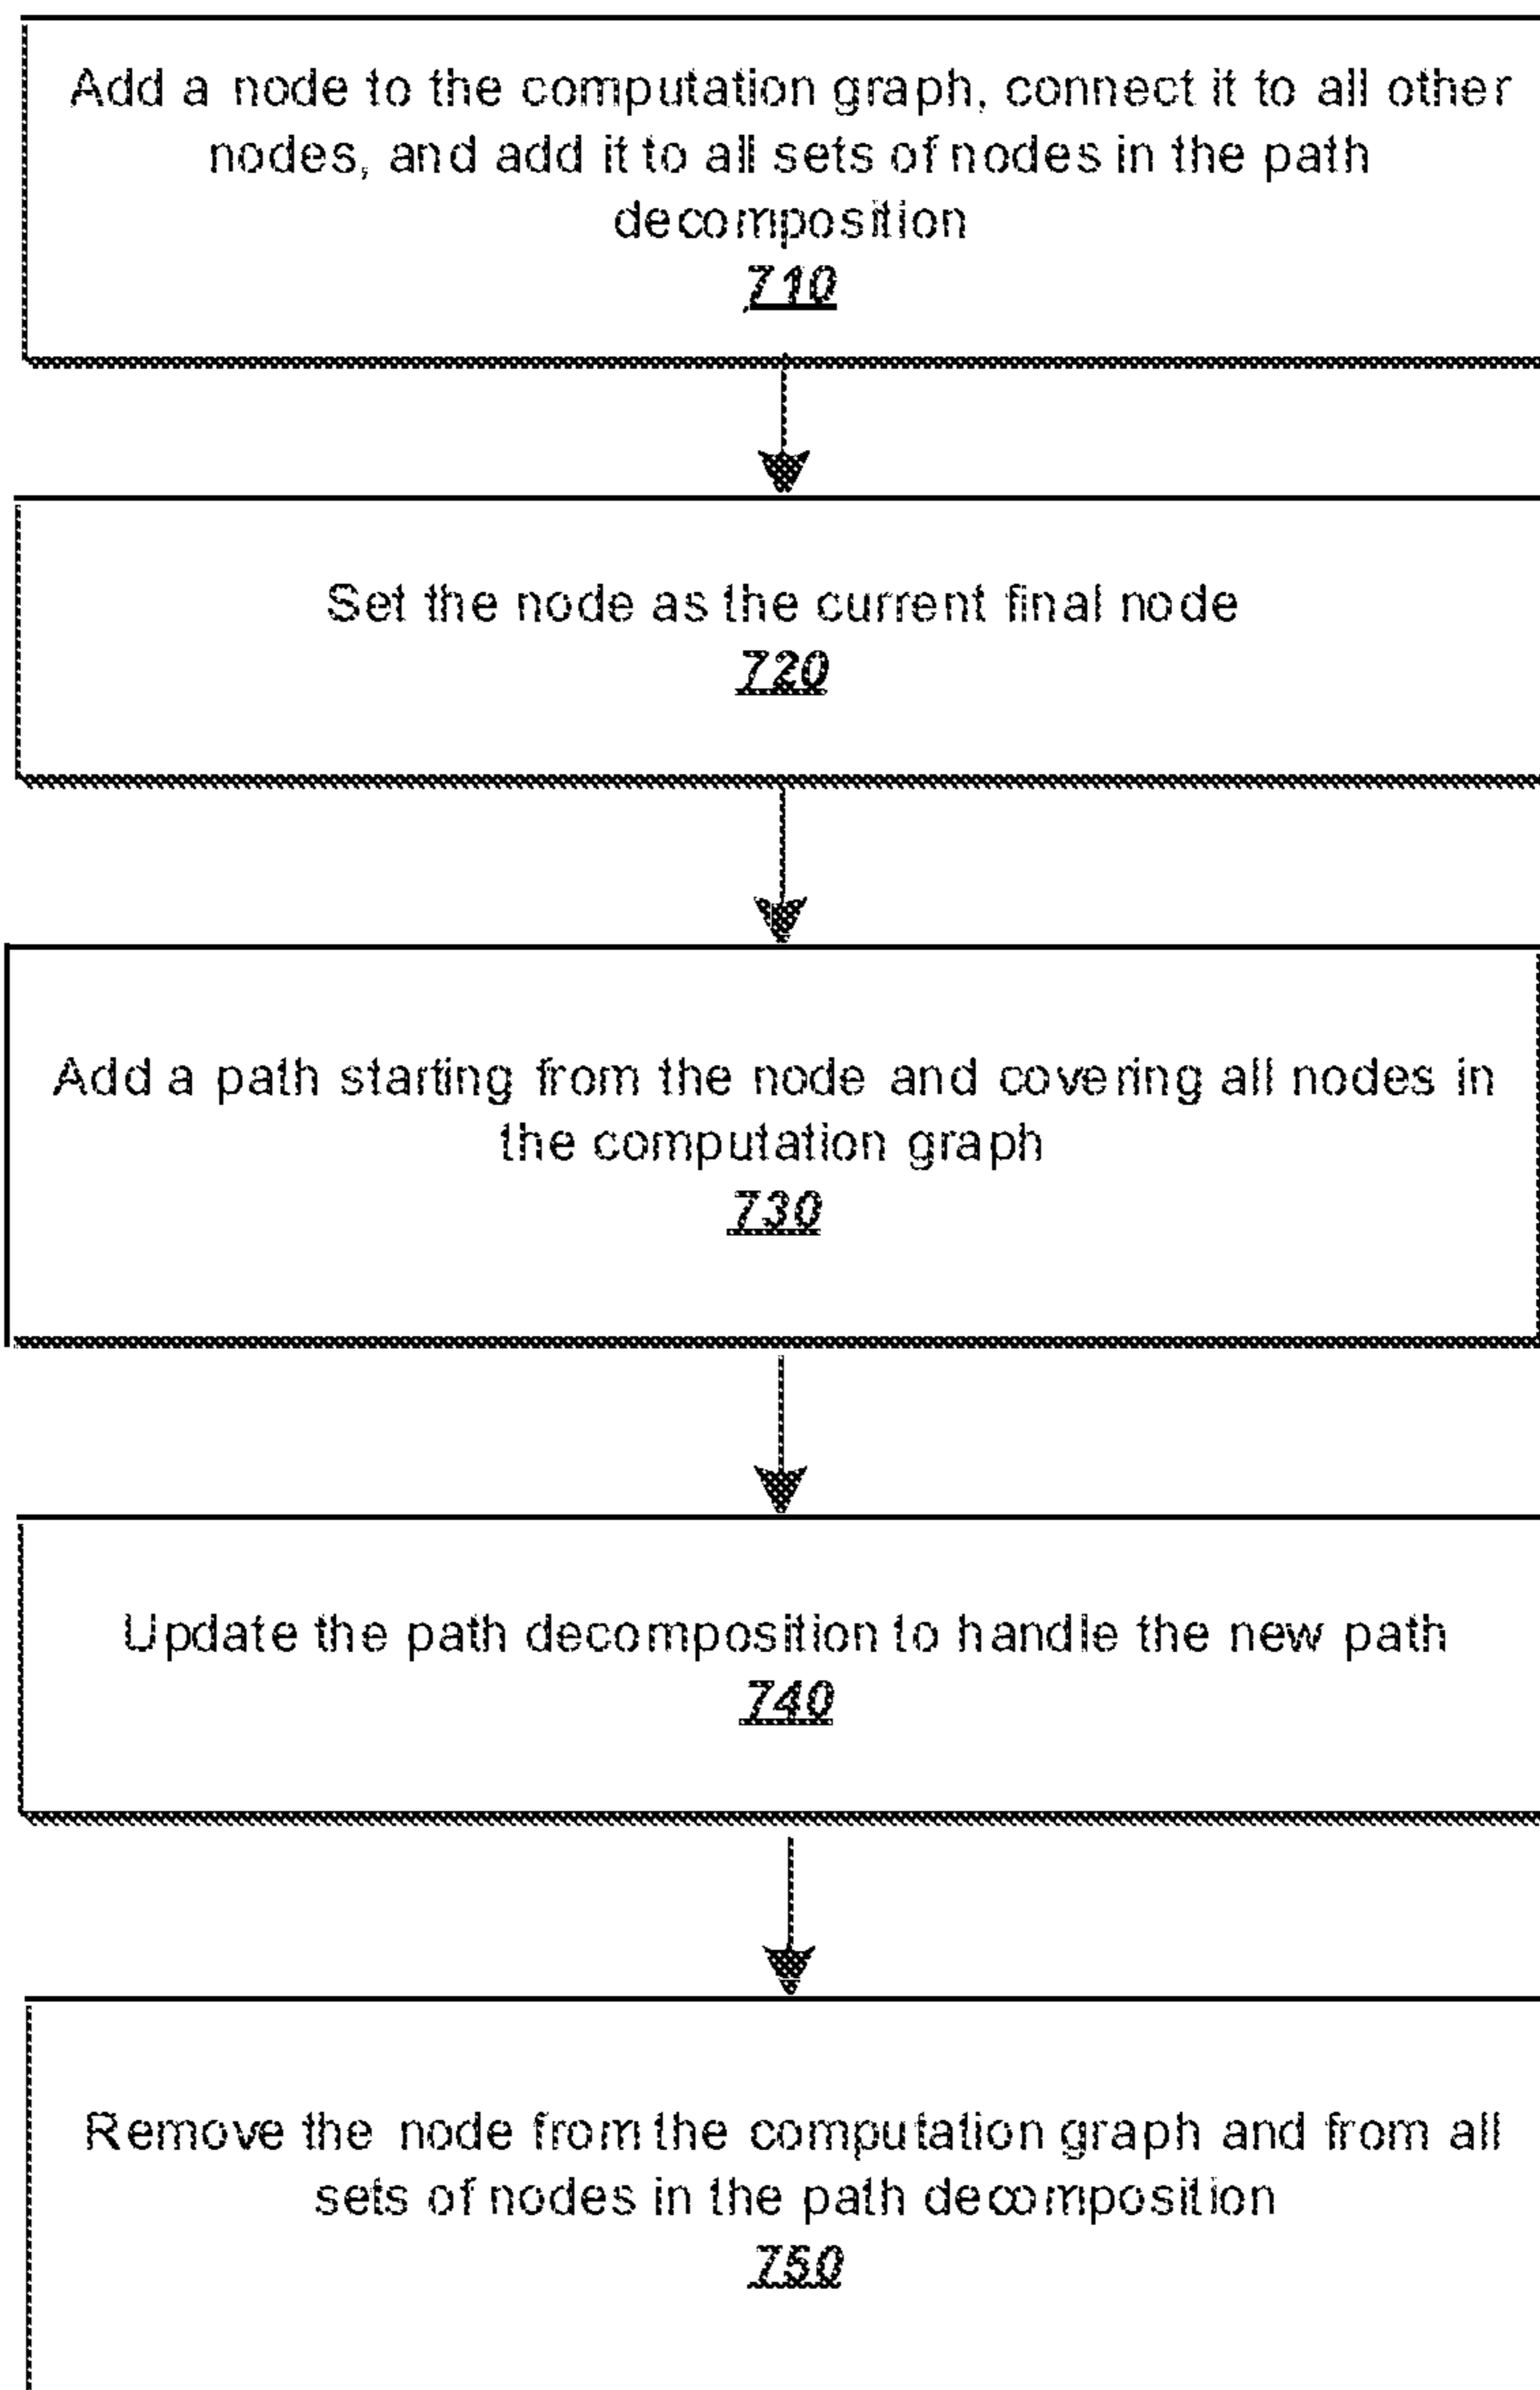 Add a node to the computation graph, connect it to all other
nodes, and add it to all sets of nodes in the path
decomposition
710
Set the node as the current final node
720
Add a path starting from the node and covering all nodes in
the computation graph
730
Update the path decomposition to handle the new path
740
Remove the node from the computation graph and from all
sets of nodes in the path decomposition
750